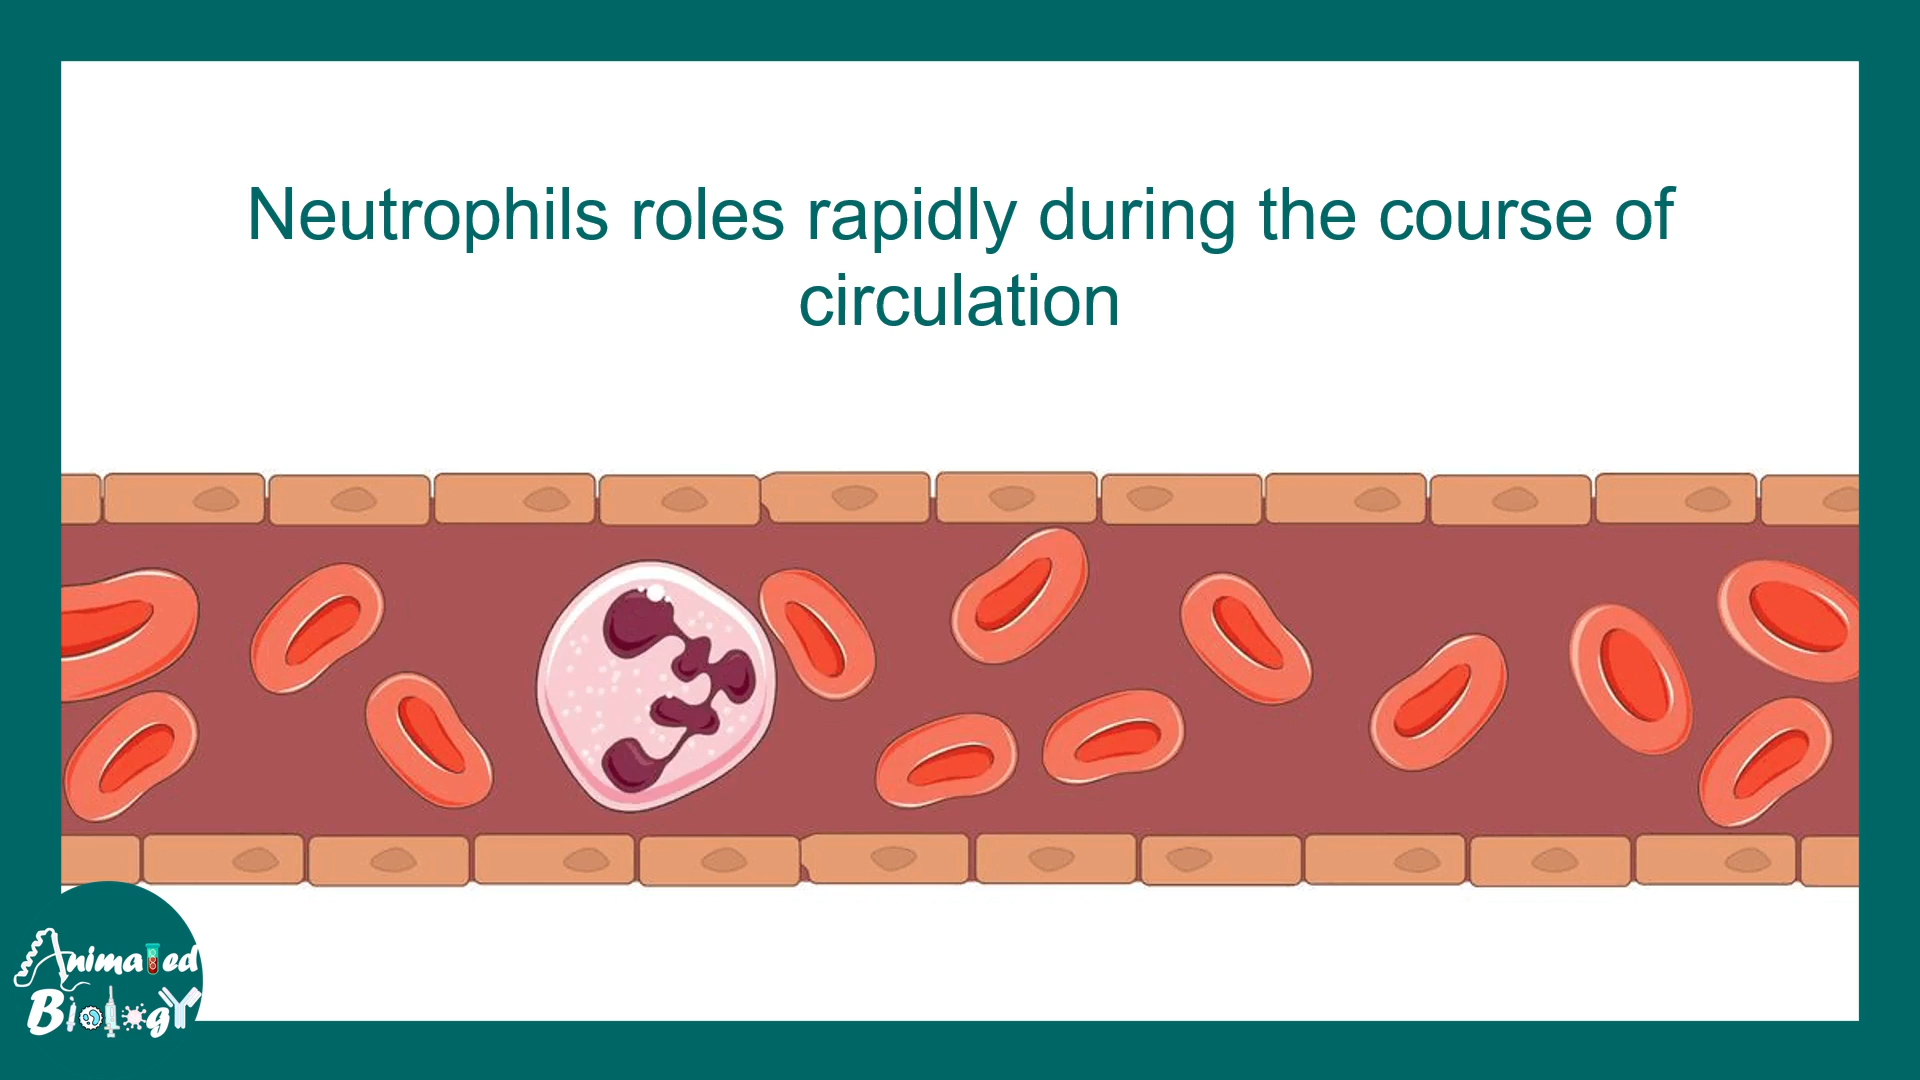 Neutrophils roles rapidly during the course of
circulation
Animated
Biology